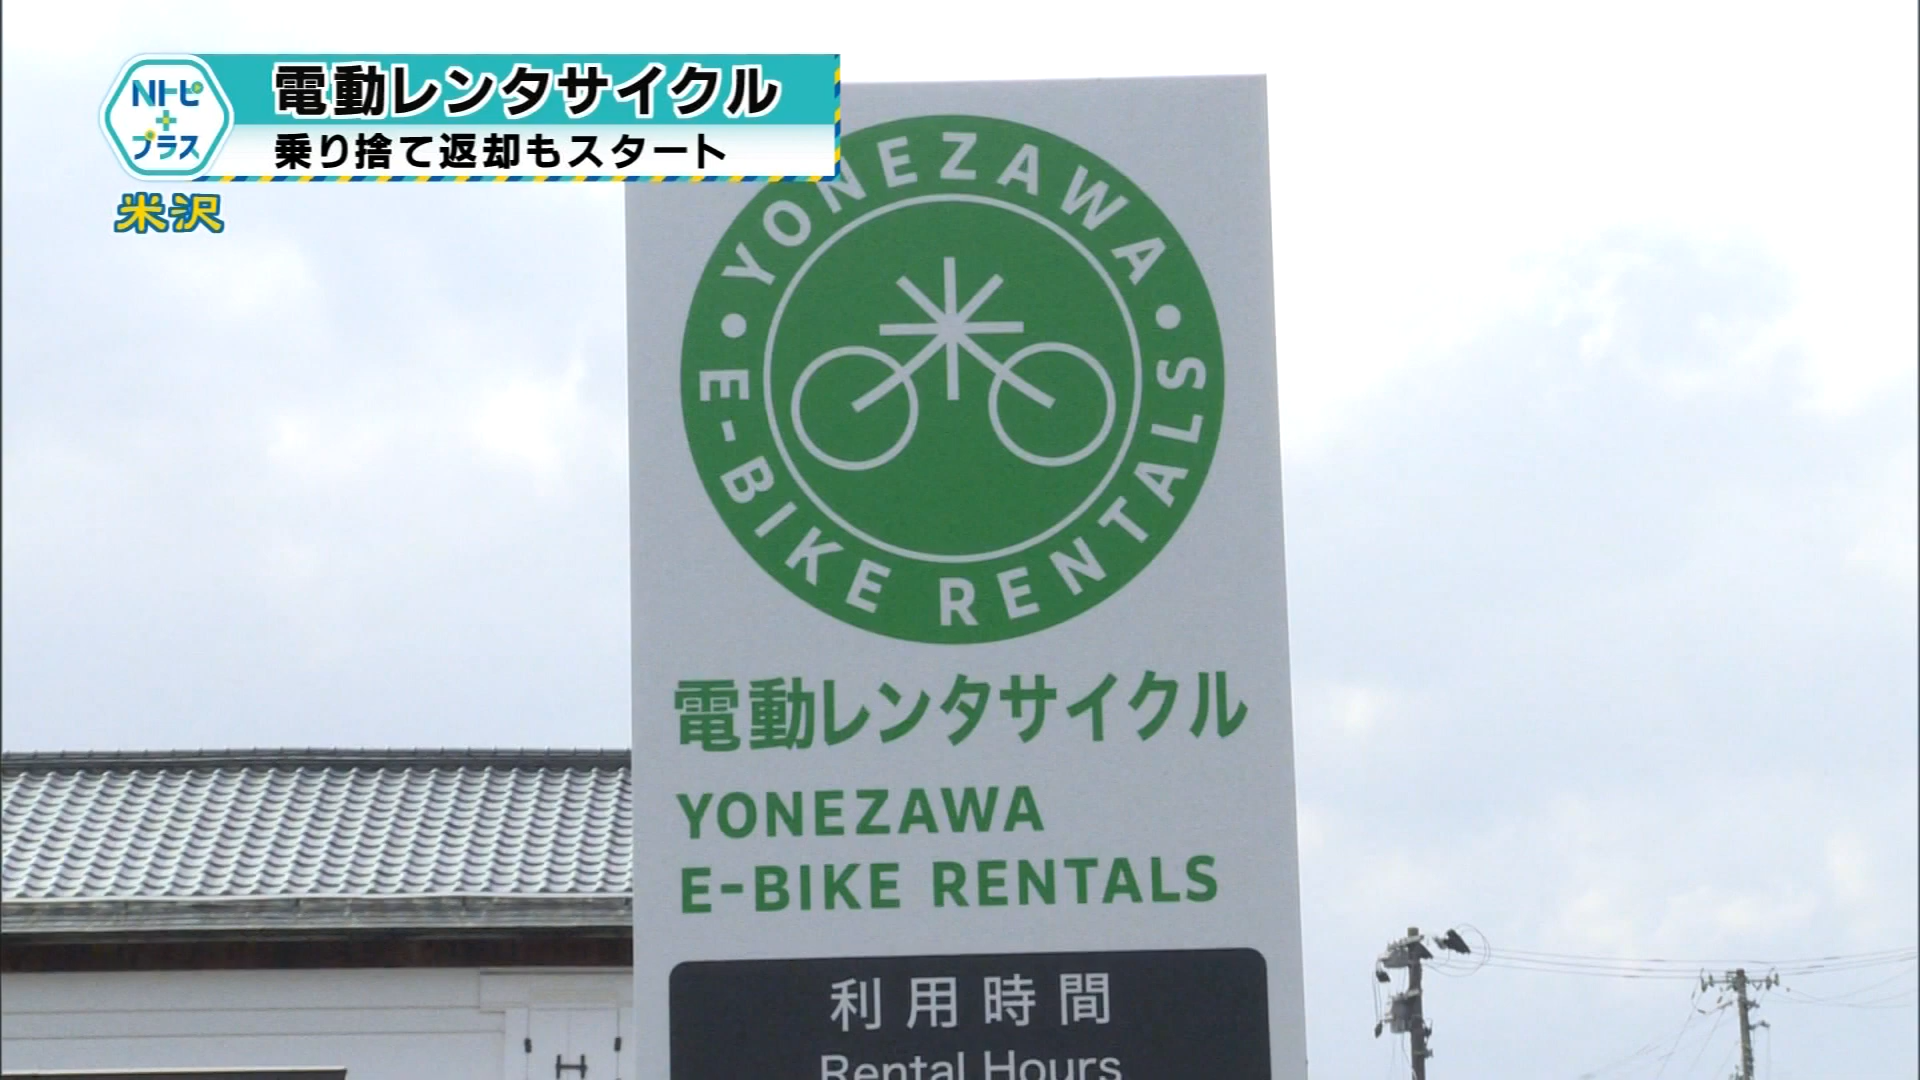 Nトピ
+
プラス
電動レンタサイクル
乗り捨て返却もスタート
米沢
YONEZAWA
E-BIKE RENTALS
電動レンタサイクル
YONEZAWA
E-BIKE RENTALS
利用時間
Rental Hours